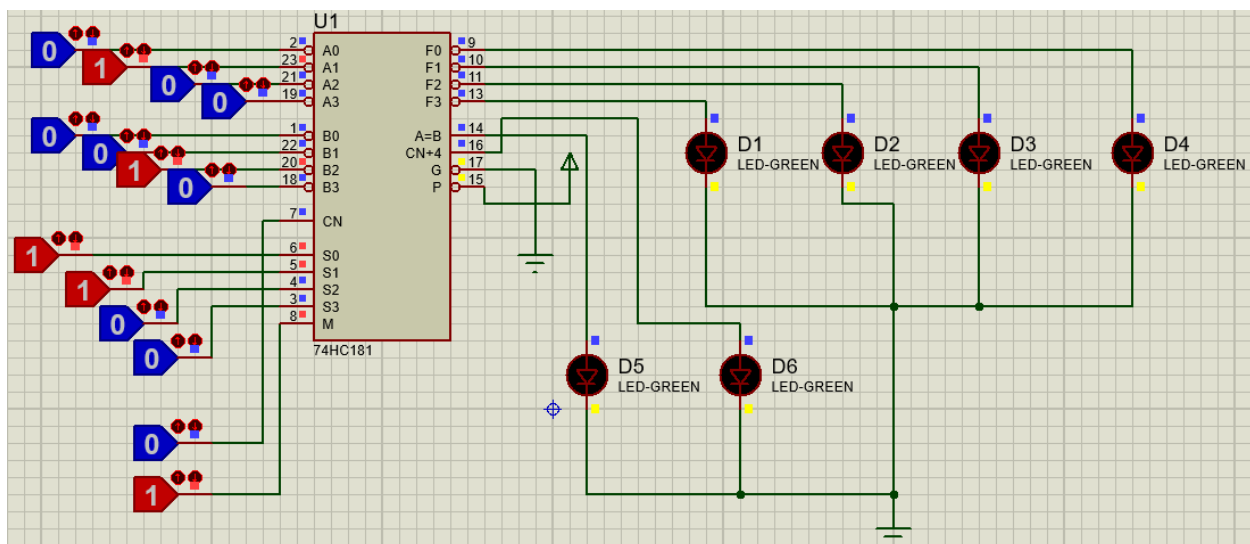 U1
0 2 A0 F0 9
1 23 A1 F1 10
0 21 A2 F2 11
0 19 A3 F3 13
0 1 B0 A=B 14
0 22 B1 CN+4 16
1 20 B2 G 17
0 18 B3 P 15
7 CN
1 6 S0
1 5 S1
0 4 S2
0 3 S3
8 M
74HC181
0
1
D1
LED-GREEN
D2
LED-GREEN
D3
LED-GREEN
D4
LED-GREEN
D5
LED-GREEN
D6
LED-GREEN